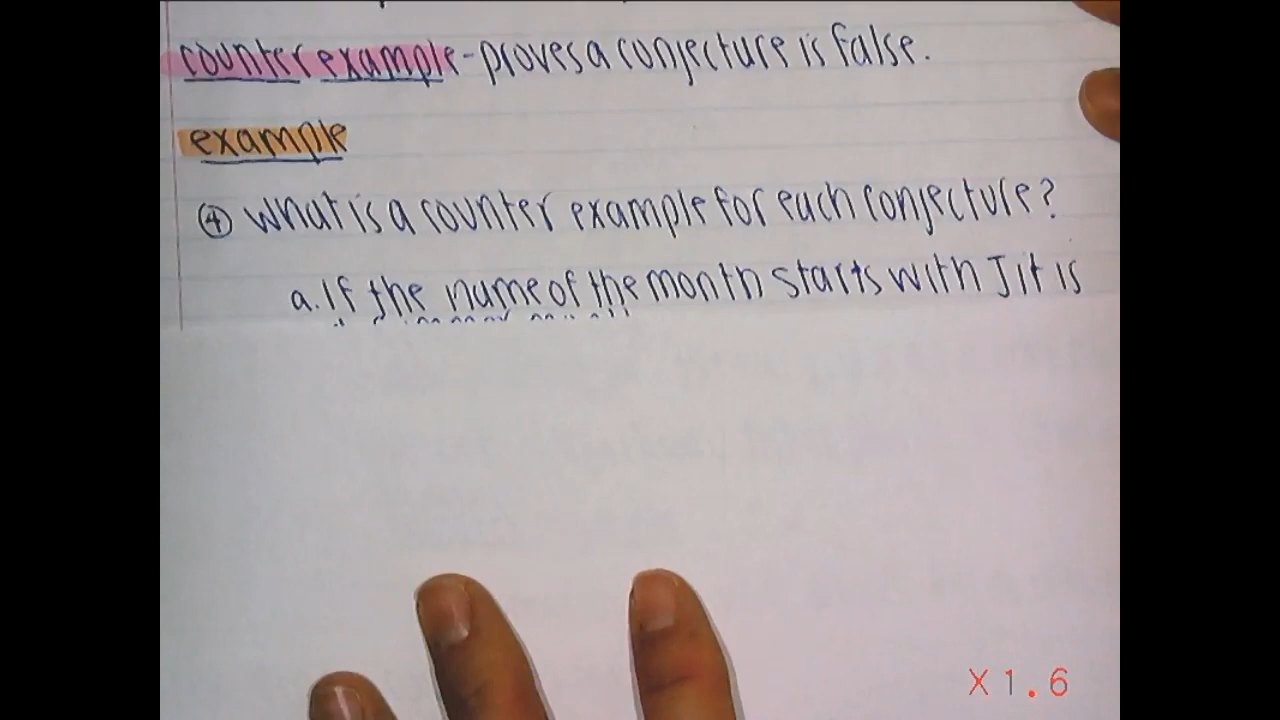 counter example - proves a conjecture is false.
example
④ What is a counter example for each conjecture?
a. If the name of the month starts with J it is
X1.6